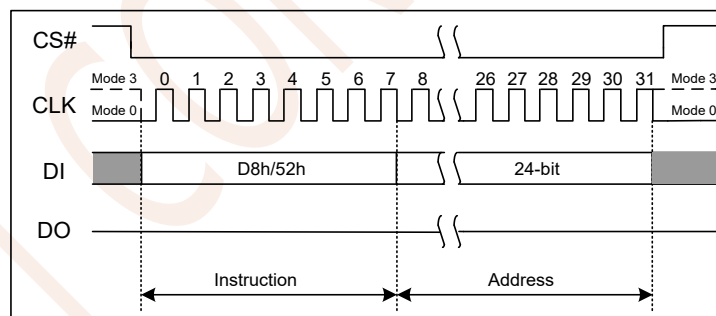 CS#
Mode 3 0 1 2 3 4 5 6 7 8 26 27 28 29 30 31 Mode 3
CLK
Mode 0 Mode 0
DI D8h/52h 24-bit
DO
Instruction Address